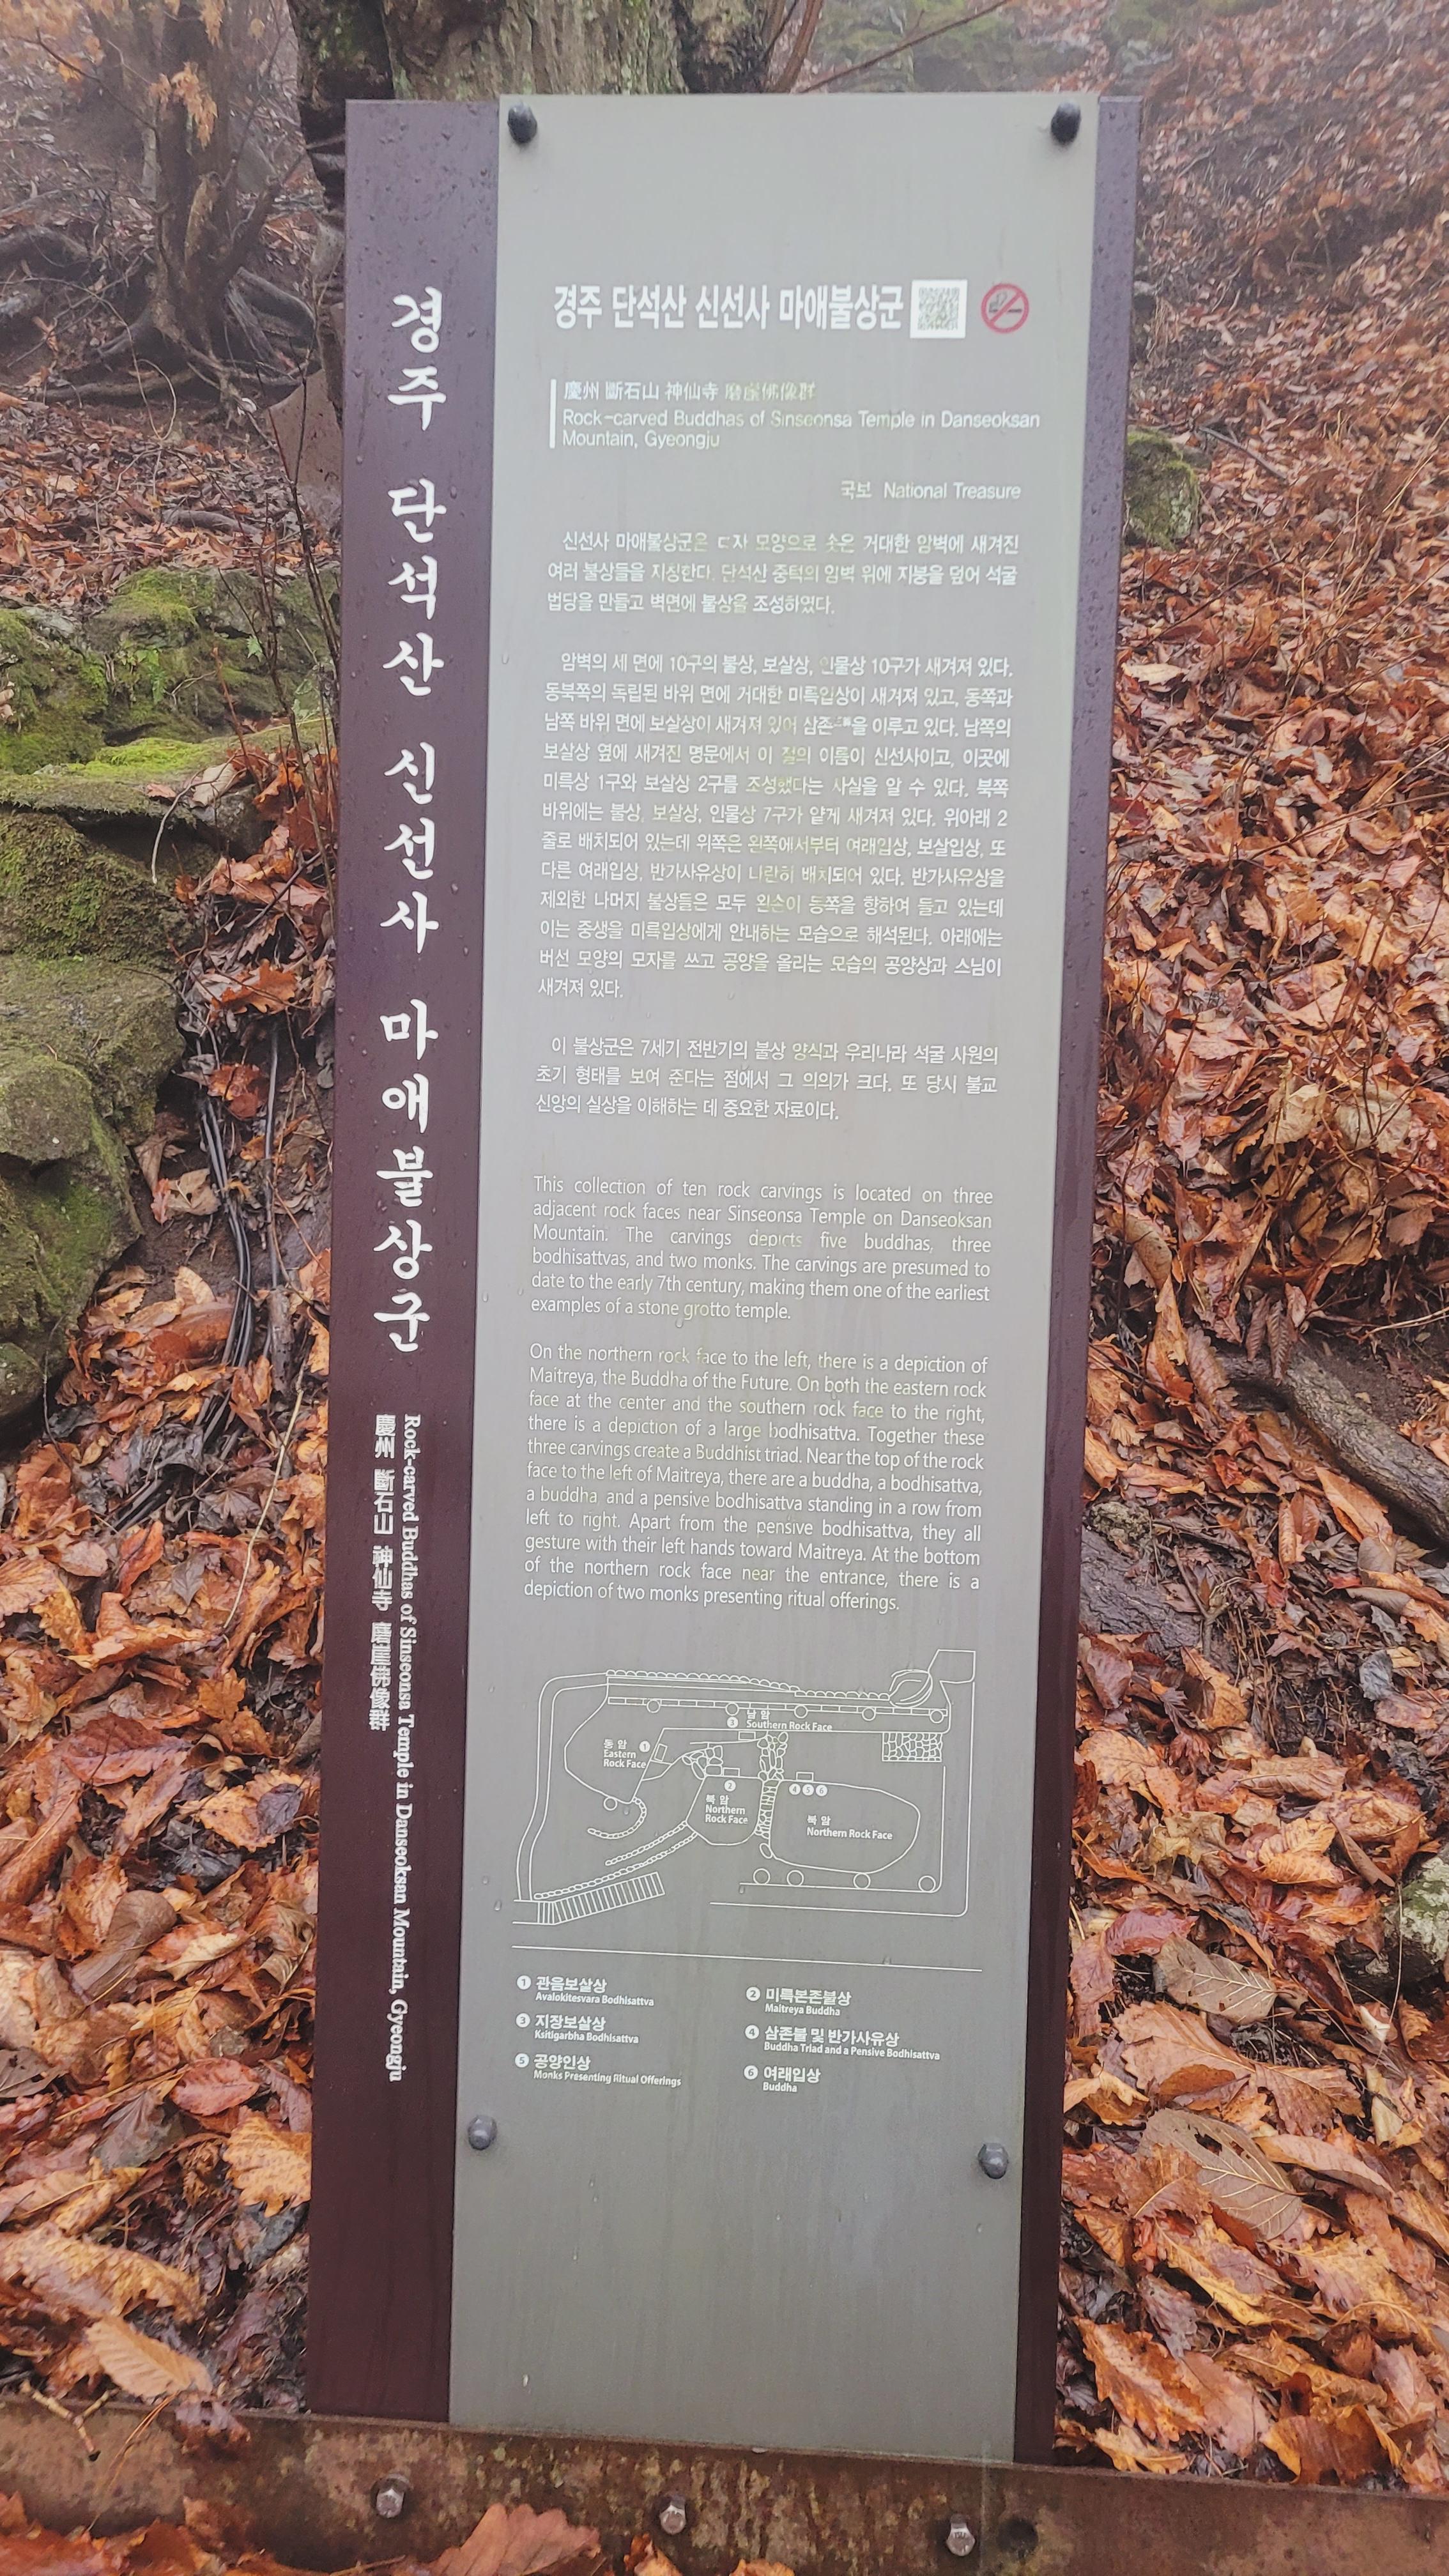 경주 단석산 신선사 마애불상군
Rock-carved Buddhas of Sinseonsa Temple in Danseoksan Mountain, Gyeongju
慶州 斷石山 神仙寺 磨崖佛像群
경주 단석산 신선사 마애불상군
慶州 斷石山 神仙寺 磨崖佛像群
Rock-carved Buddhas of Sinseonsa Temple in Danseoksan
Mountain, Gyeongju
국보 National Treasure
신선사 마애불상군은 ㄷ자 모양으로 솟은 거대한 암벽에 새겨진
여러 불상들을 지칭한다. 단석산 중턱의 암벽 위에 지붕을 덮어 석굴
법당을 만들고 벽면에 불상을 조성하였다.
암벽의 세 면에 10구의 불상, 보살상, 인물상 10구가 새겨져 있다.
동북쪽의 독립된 바위 면에 거대한 미륵입상이 새겨져 있고, 동쪽과
남쪽 바위 면에 보살상이 새겨져 있어 이루고 있다. 남쪽의
보살상 옆에 새겨진 명문에서 이 절의 이름이 신선사이고, 이곳에
미륵상 1구와 보살상 2구를 조성했다는 사실을 알 수 있다. 북쪽
바위에는 불상, 보살상, 인물상 7구가 얕게 새겨져 있다. 위아래 2
줄로 배치되어 있는데 위쪽은 왼쪽에서부터 여래입상, 보살입상, 또
다른 여래입상, 반가사유상이 나란히 배치되어 있다. 반가사유상을
제외한 나머지 불상들은 모두 왼손이 동쪽을 향하여 들고 있는데
이는 중생을 미륵입상에게 안내하는 모습으로 해석된다. 아래에는
버선 모양의 모자를 쓰고 공양을 올리는 모습의 공양상과 스님이
새겨져 있다.
이 불상군은 7세기 전반기의 불상 양식과 우리나라 석굴 사원의
초기 형태를 보여 준다는 점에서 그 의의가 크다. 또 당시 불교
신앙의 실상을 이해하는 데 중요한 자료이다.
This collection of ten rock carvings is located on three
adjacent rock faces near Sinseonsa Temple on Danseoksan
Mountain. The carvings depicts five buddhas, three
bodhisattvas, and two monks. The carvings are presumed to
date to the early 7th century, making them one of the earliest
examples of a stone grotto temple.
On the northern rock face to the left, there is a depiction of
Maitreya, the Buddha of the Future. On both the eastern rock
face at the center and the southern rock face to the right,
there is a depiction of a large bodhisattva. Together these
three carvings create a Buddhist triad. Near the top of the rock
face to the left of Maitreya, there are a buddha, a bodhisattva,
a buddha, and a pensive bodhisattva standing in a row from
left to right. Apart from the pensive bodhisattva, they all
gesture with their left hands toward Maitreya. At the bottom
of the northern rock face near the entrance, there is a
depiction of two monks presenting ritual offerings.
③ 남 암
Southern Rock Face
동 암 ①
Eastern
Rock Face
②
북 암
Northern
Rock Face
④ ⑤ ⑥
북 암
Northern Rock Face
① 관음보살상
Avalokitesvara Bodhisattva
② 미륵본존불상
Maitreya Buddha
③ 지장보살상
Ksitigarbha Bodhisattva
④ 삼존불 및 반가사유상
Buddha Triad and a Pensive Bodhisattva
⑤ 공양인상
Monks Presenting Ritual Offerings
⑥ 여래입상
Buddha